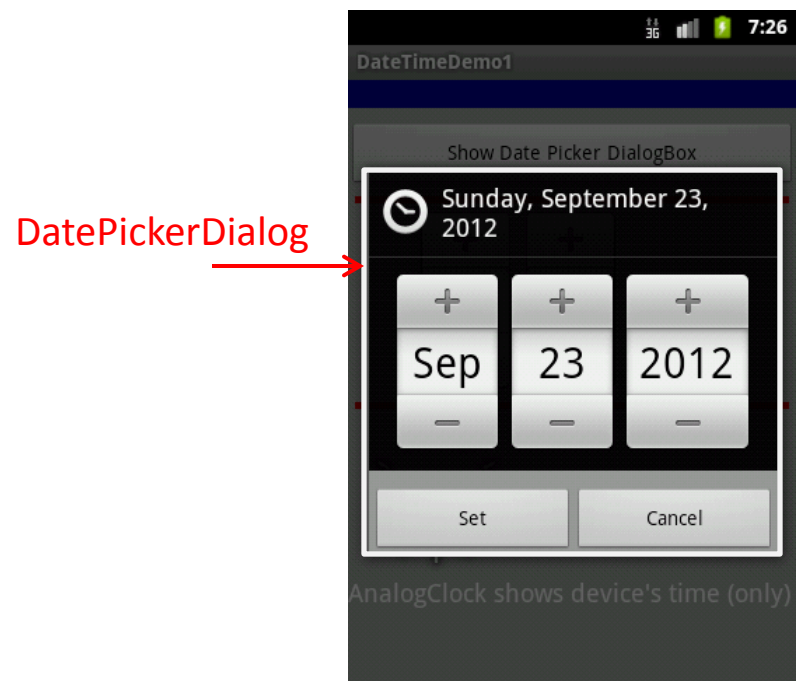 3G 7:26
DateTimeDemo1
Show Date Picker DialogBox
DatePickerDialog
Sunday, September 23,
2012
+ + +
Sep 23 2012
− − −
Set Cancel
AnalogClock shows device's time (only)